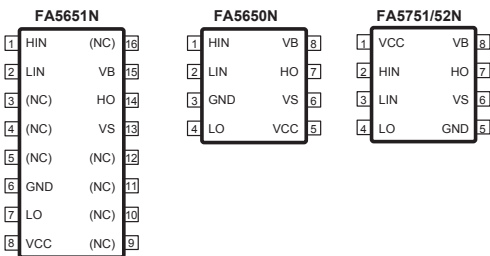 FA5651N FA5650N FA5751/52N
1 HIN (NC) 16 1 HIN VB 8 1 VCC VB 8
2 LIN VB 15 2 LIN HO 7 2 HIN HO 7
3 (NC) HO 14 3 GND VS 6 3 LIN VS 6
4 (NC) VS 13 4 LO VCC 5 4 LO GND 5
5 (NC) (NC) 12
6 GND (NC) 11
7 LO (NC) 10
8 VCC (NC) 9